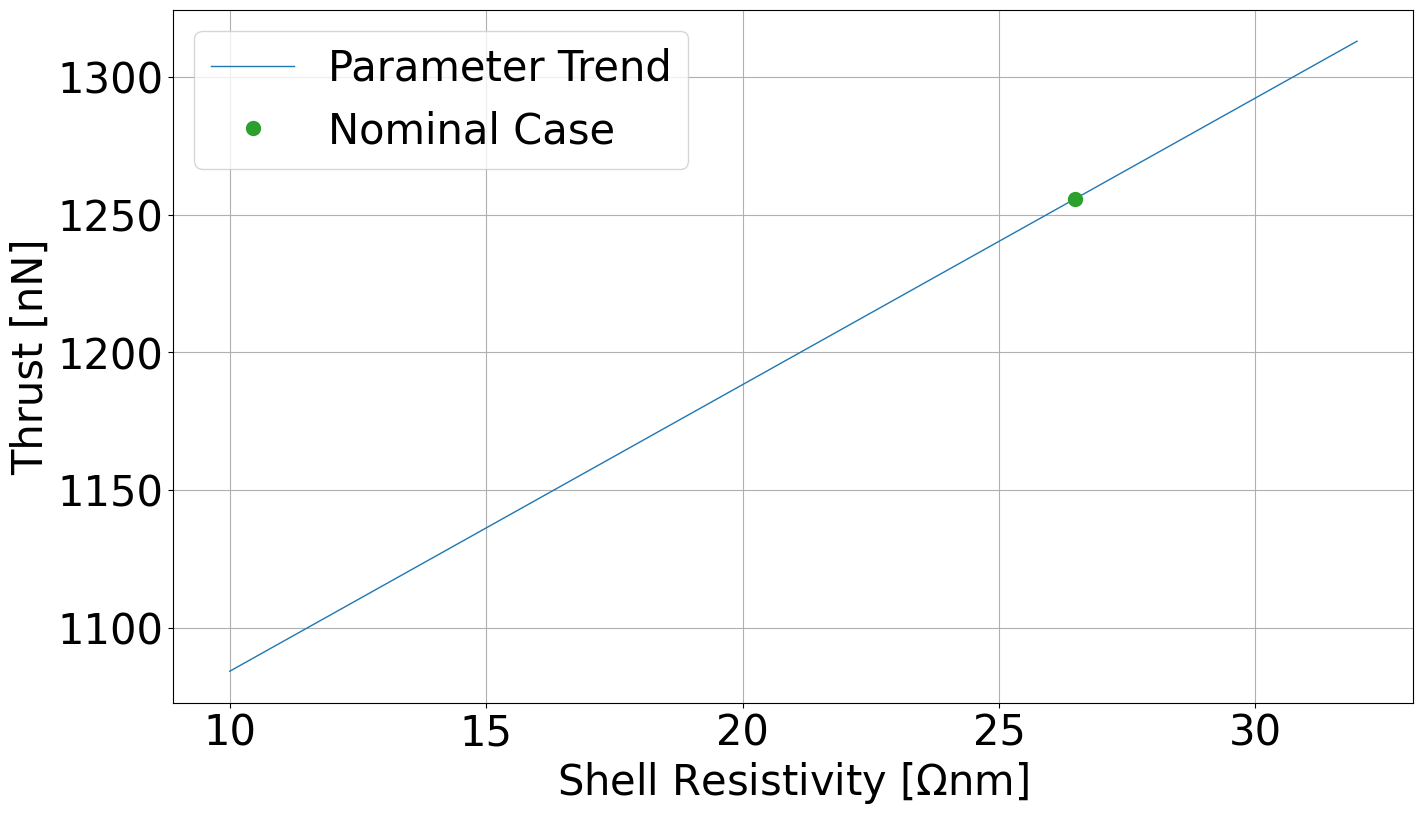 Parameter Trend
Nominal Case
1300
1250
1200
1150
1100
Thrust [nN]
10 15 20 25 30
Shell Resistivity [Ωnm]